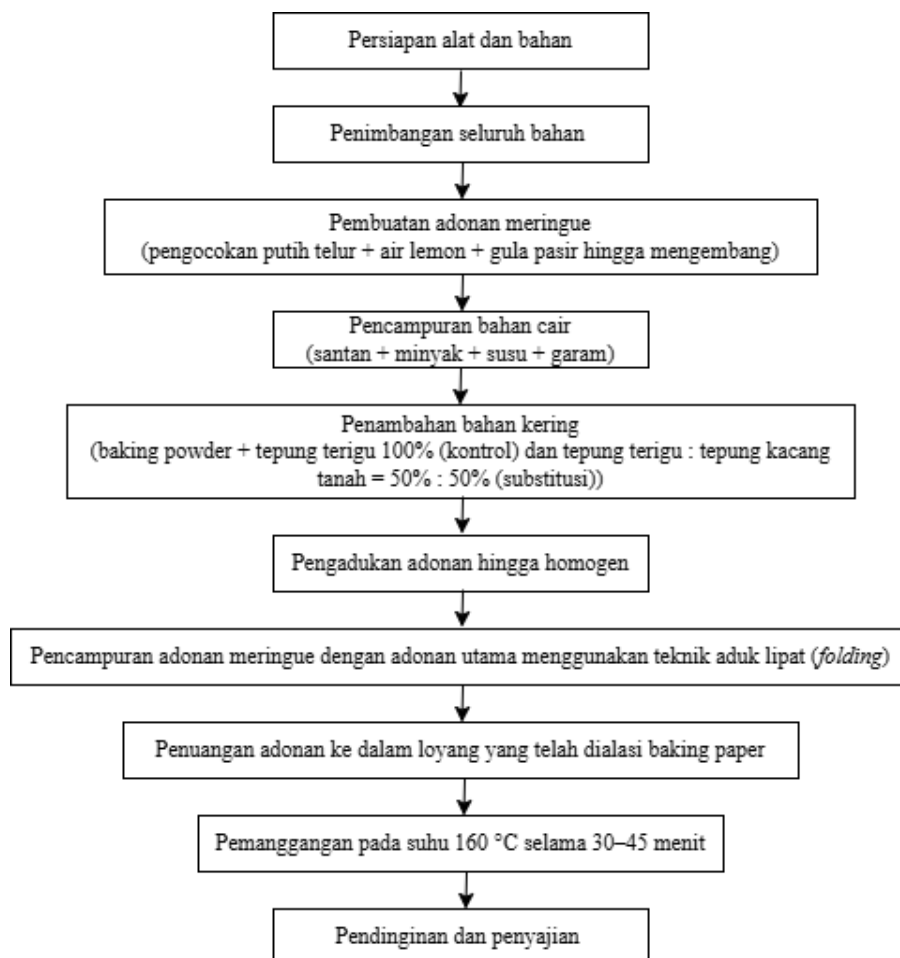 Persiapan alat dan bahan
Penimbangan seluruh bahan
Pembuatan adonan meringue
(pengocokan putih telur + air lemon + gula pasir hingga mengembang)
Pencampuran bahan cair
(santan + minyak + susu + garam)
Penambahan bahan kering
(baking powder + tepung terigu 100% (kontrol) dan tepung terigu : tepung kacang
tanah = 50% : 50% (substitusi))
Pengadukan adonan hingga homogen
Pencampuran adonan meringue dengan adonan utama menggunakan teknik aduk lipat (folding)
Penuangan adonan ke dalam loyang yang telah dialasi baking paper
Pemanggangan pada suhu 160 °C selama 30–45 menit
Pendinginan dan penyajian